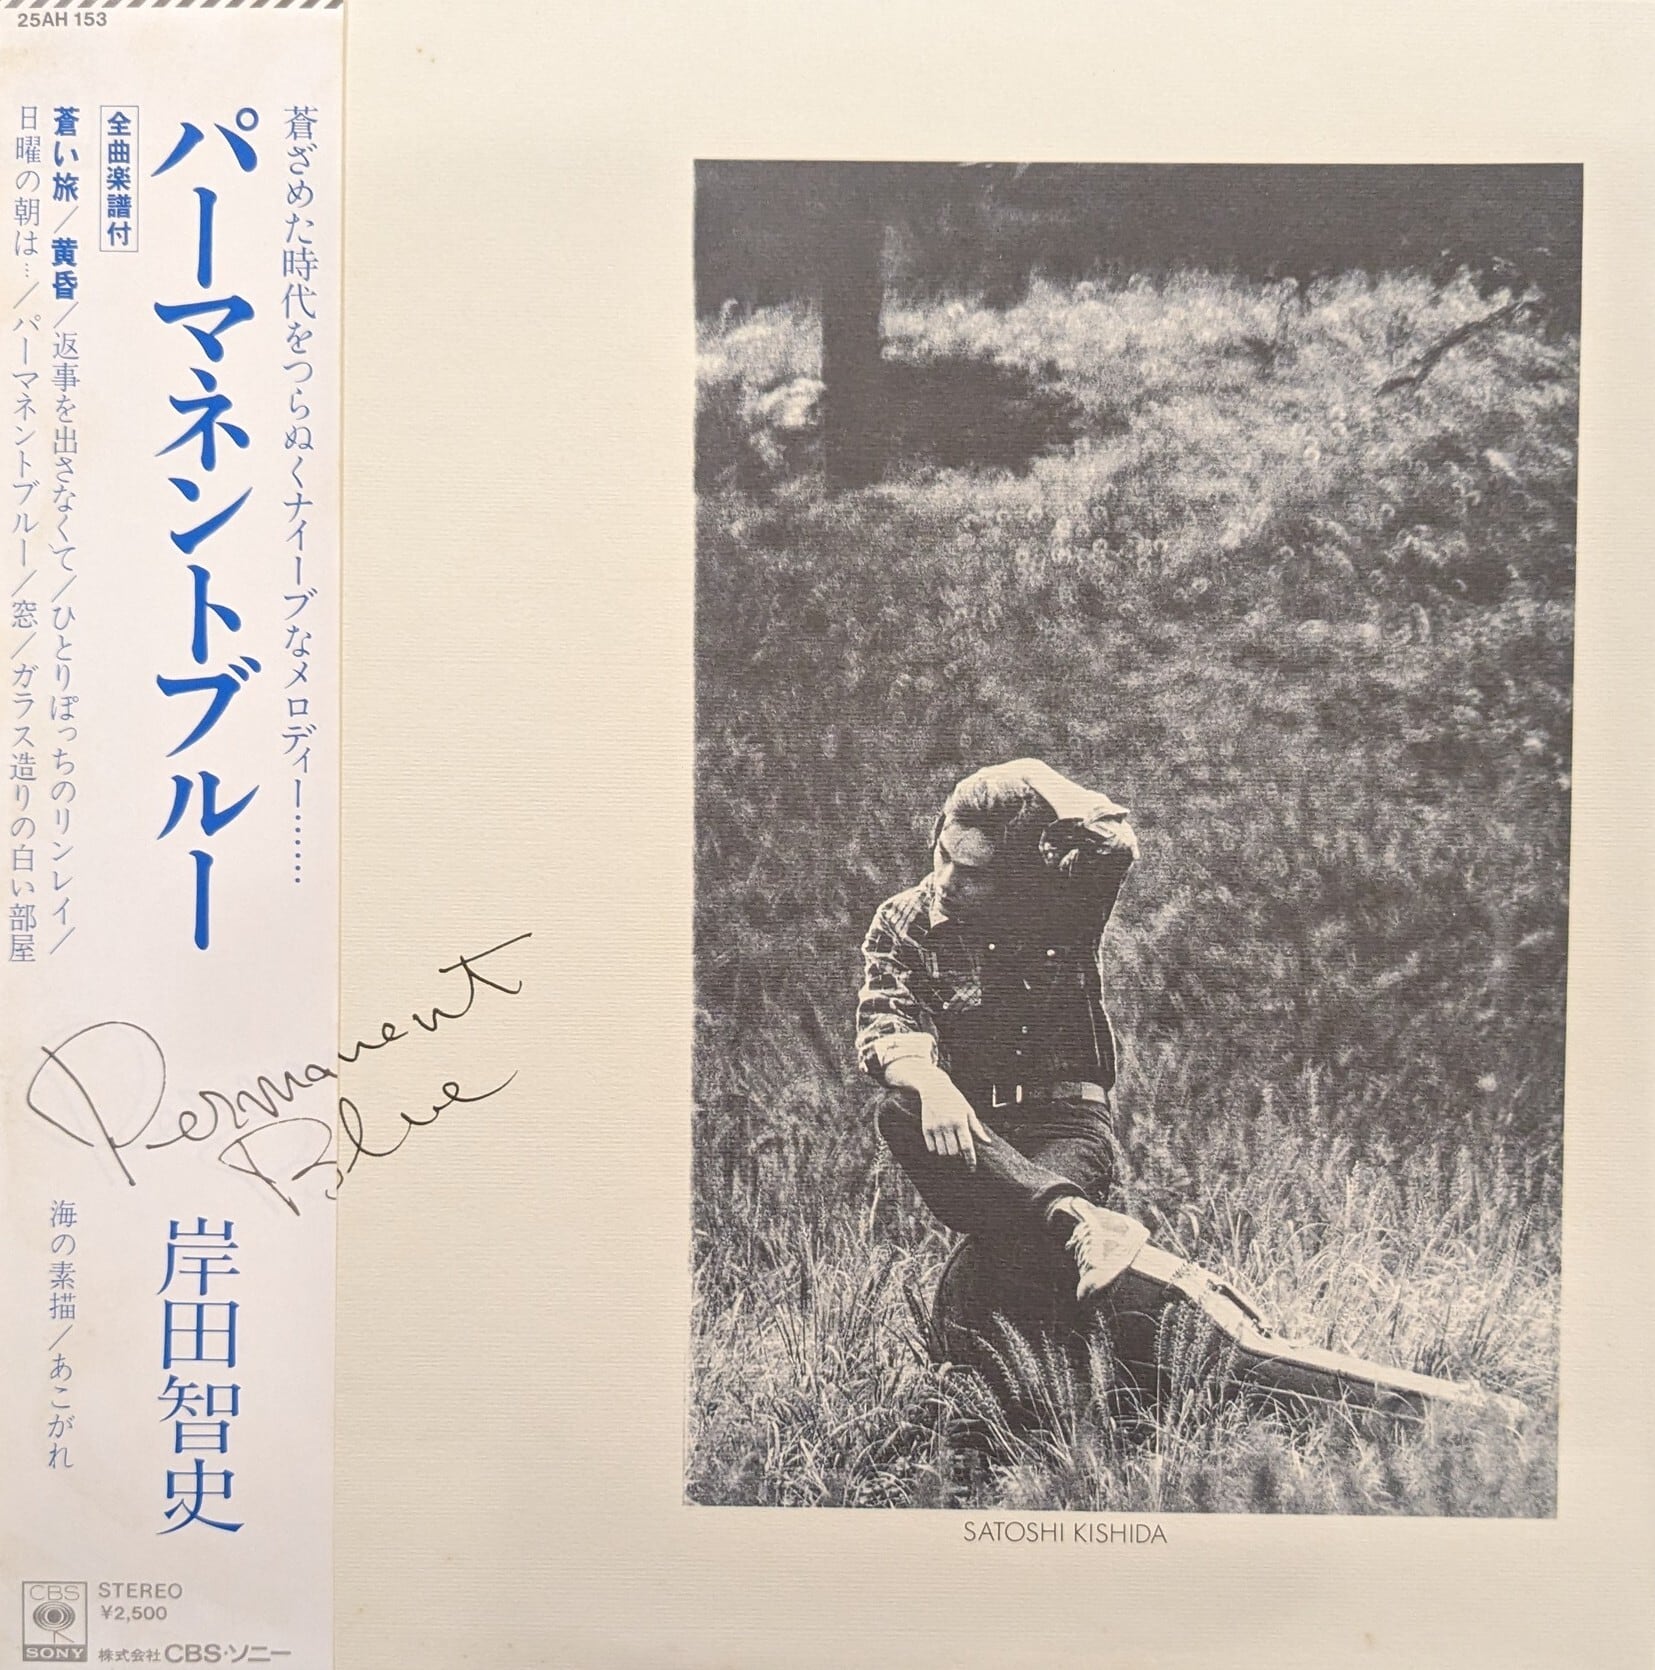 25AH 153
蒼ざめた時代をつらぬくナイーブなメロディー……
パーマネントブルー
全曲楽譜付
蒼い旅／黄昏／返事を出さなくて／ひとりぽっちのリンレイ／
日曜の朝は…／パーマネントブルー／窓／ガラス造りの白い部屋
海の素描／あこがれ
Permanent
Blue
岸田智史
SATOSHI KISHIDA
CBS
SONY
STEREO
¥2,500
株式会社CBS・ソニー